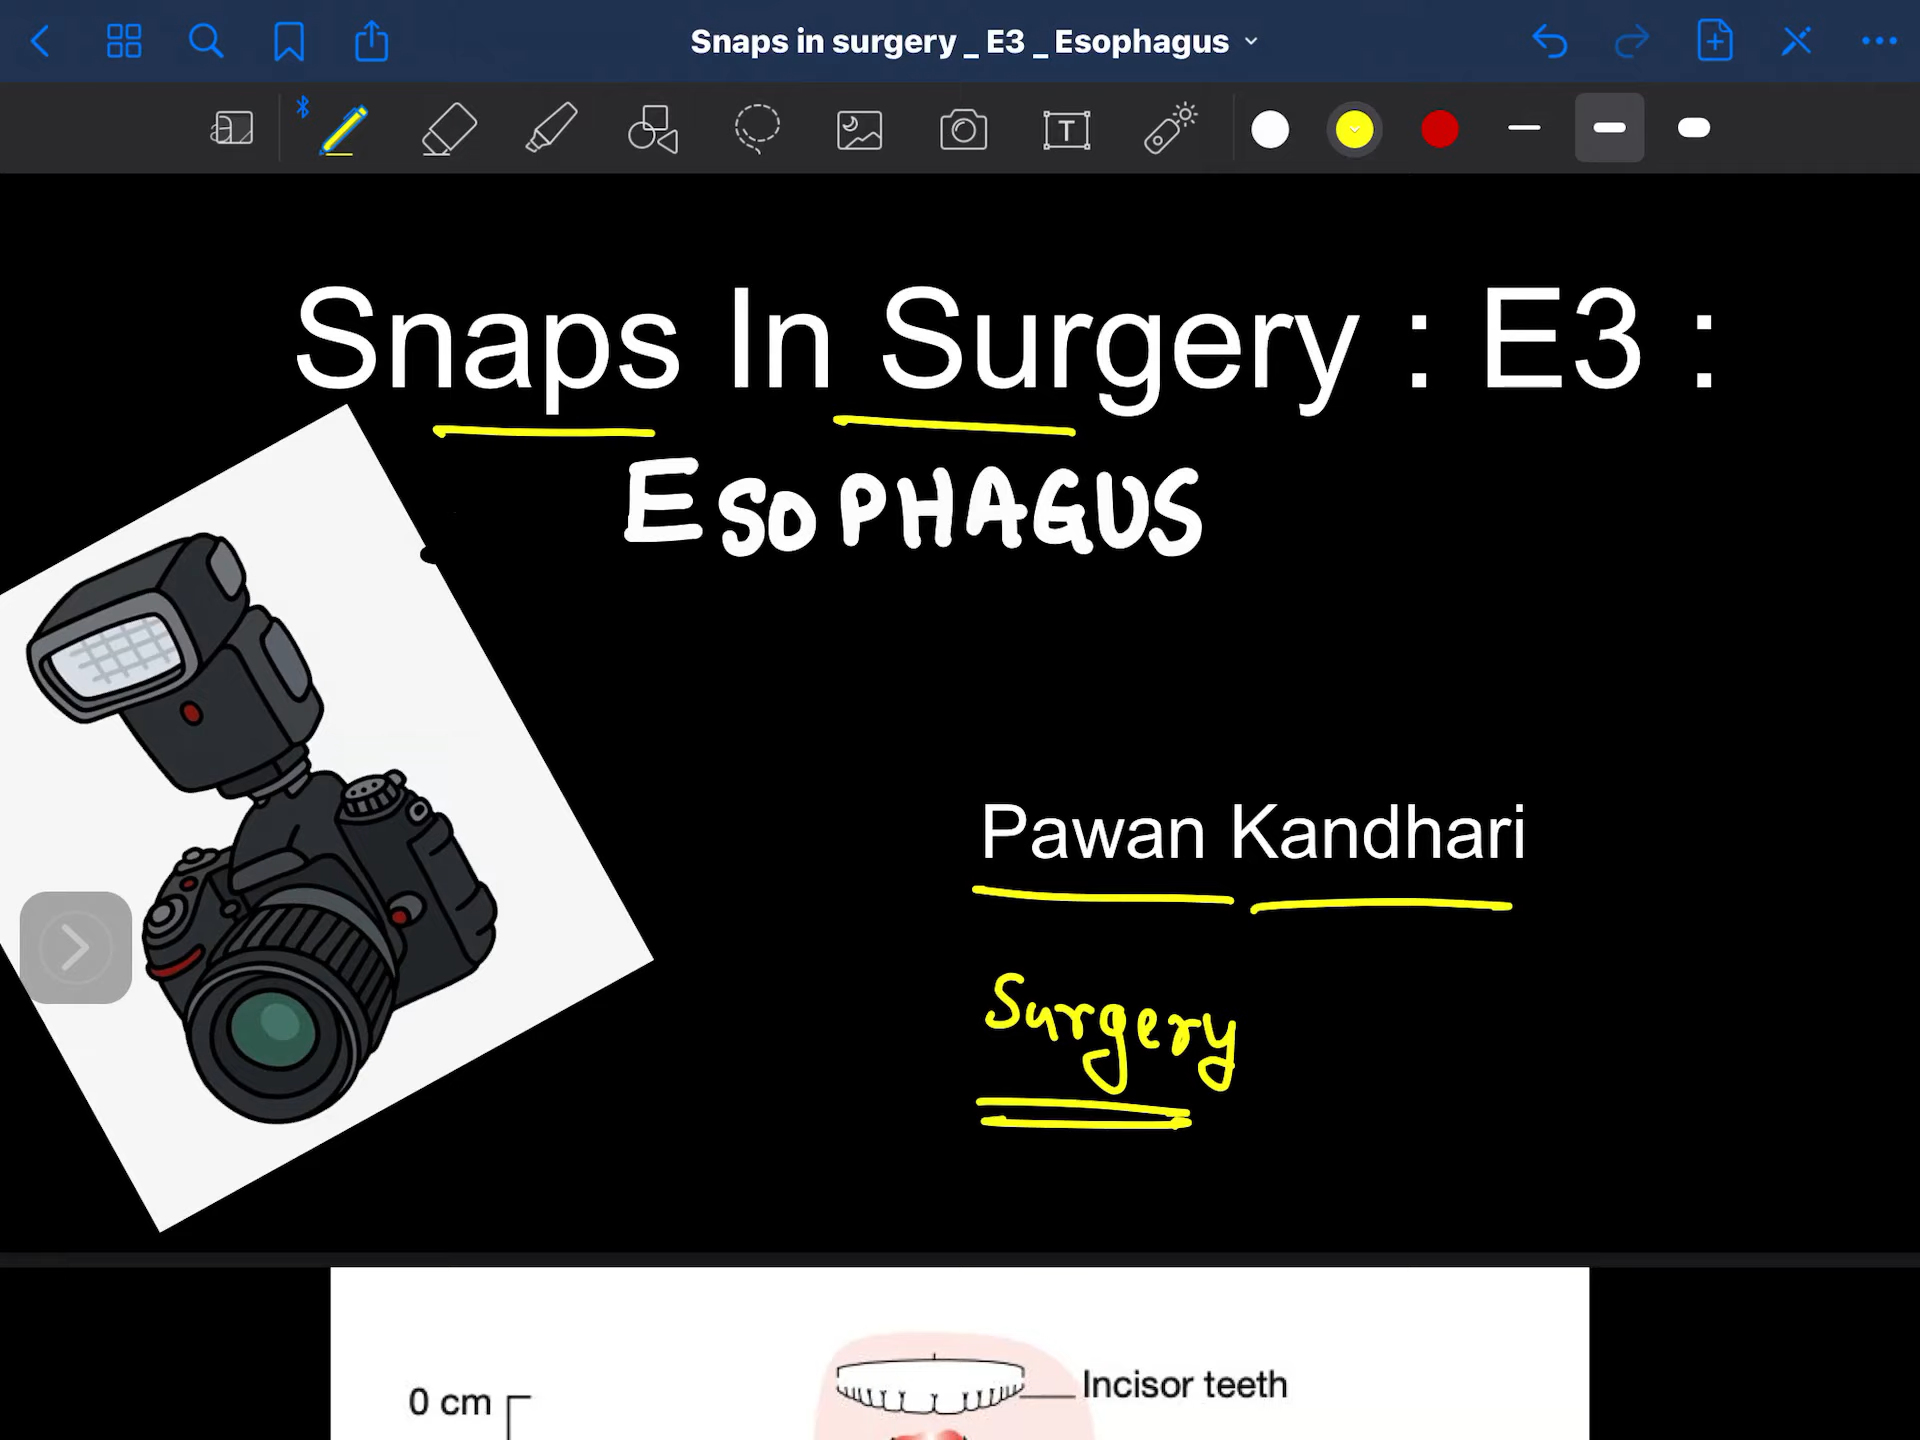 Snaps in surgery _ E3 _ Esophagus
T
Snaps In Surgery : E3 :
ESOPHAGUS
Pawan Kandhari
Surgery
0 cm
Incisor teeth